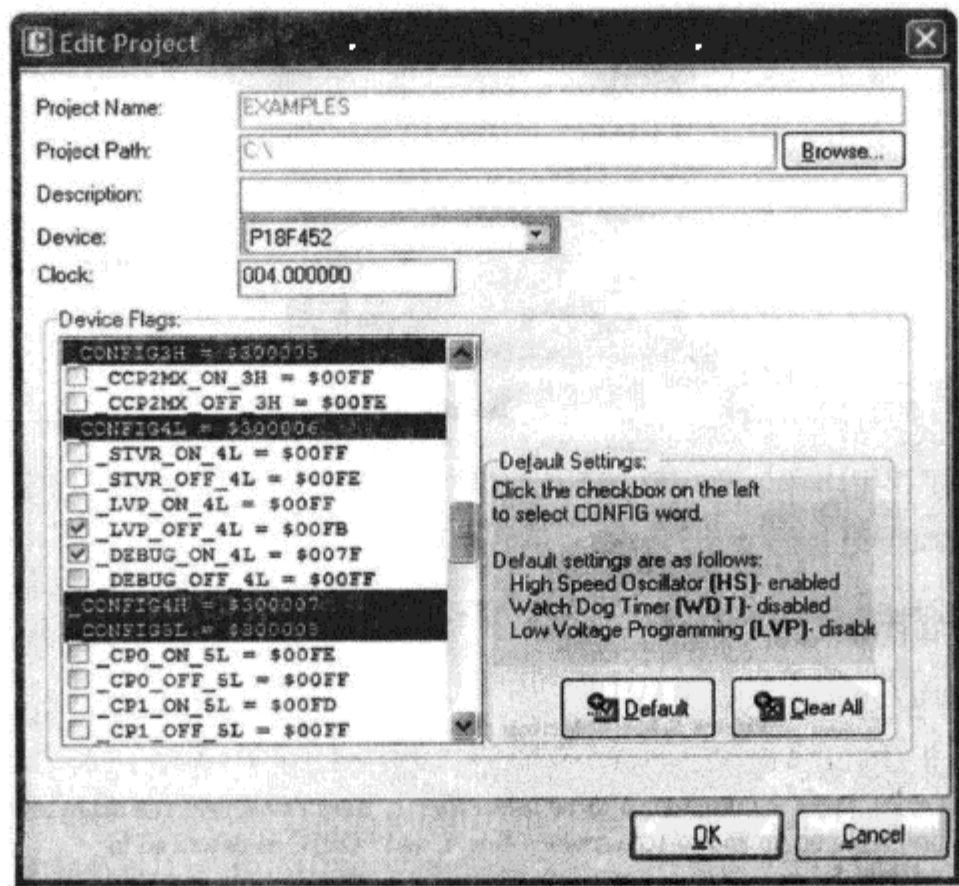 Edit Project
Project Name: EXAMPLES
Project Path: C:\ Browse...
Description:
Device: P18F452
Clock: 004.000000
Device Flags:
_CONFIG3H = $300005
_CCP2MX_ON_3H = $00FF
_CCP2MX_OFF_3H = $00FE
_CONFIG4L = $300006
_STVR_ON_4L = $00FF
_STVR_OFF_4L = $00FE
_LVP_ON_4L = $00FF
_LVP_OFF_4L = $00FB
_DEBUG_ON_4L = $007F
_DEBUG_OFF_4L = $00FF
_CONFIG4H = $300007
_CONFIG5L = $300008
_CP0_ON_5L = $00FE
_CP0_OFF_5L = $00FF
_CP1_ON_5L = $00FD
_CP1_OFF_5L = $00FF
Default Settings:
Click the checkbox on the left
to select CONFIG word.
Default settings are as follows:
High Speed Oscillator (HS)- enabled
Watch Dog Timer (WDT)- disabled
Low Voltage Programming (LVP)- disabl
Default Clear All
OK Cancel